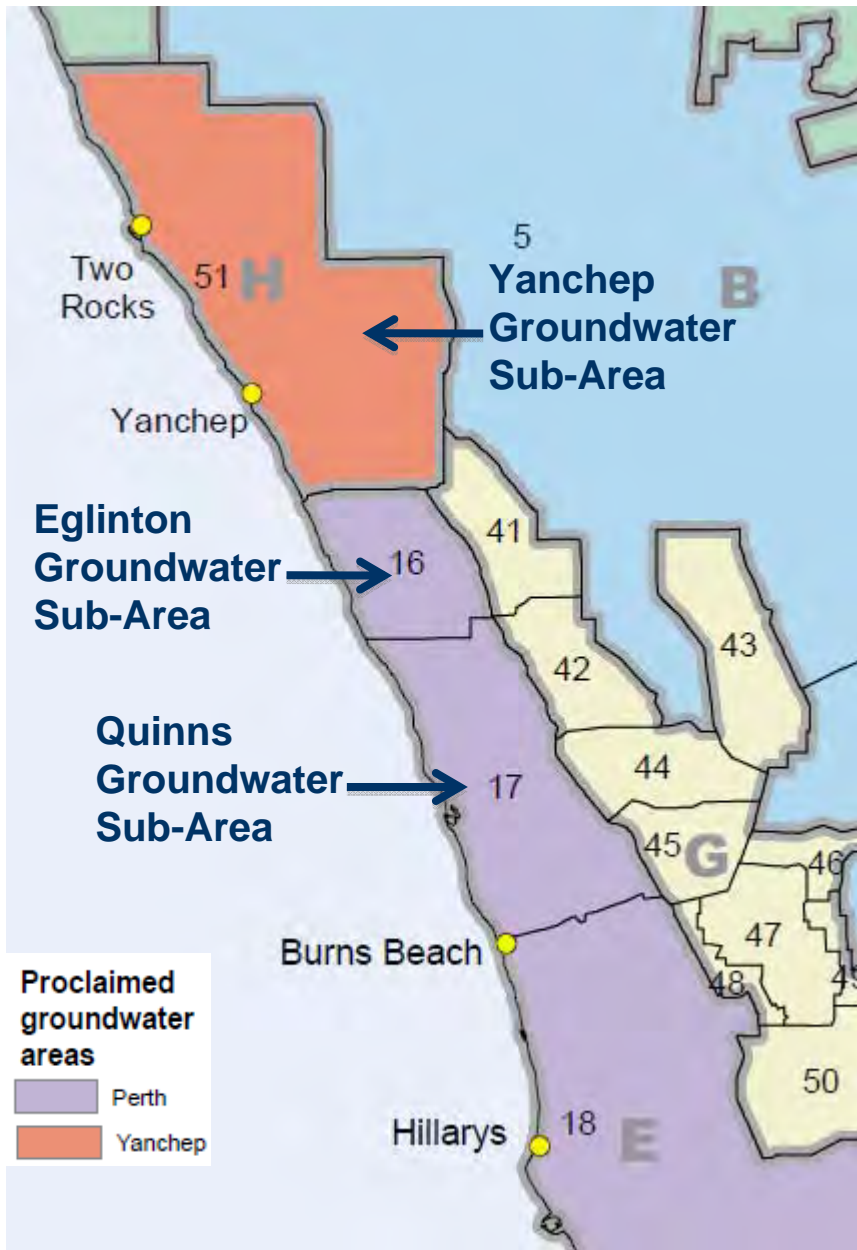 5
B
Yanchep
Groundwater
Sub-Area
Two
Rocks
51 H
Yanchep
Eglinton
Groundwater
Sub-Area
41
16
42
43
Quinns
Groundwater
Sub-Area
44
17
45 G
46
47
48
49
50
Burns Beach
Hillarys
18 E
Proclaimed
groundwater
areas
Perth
Yanchep